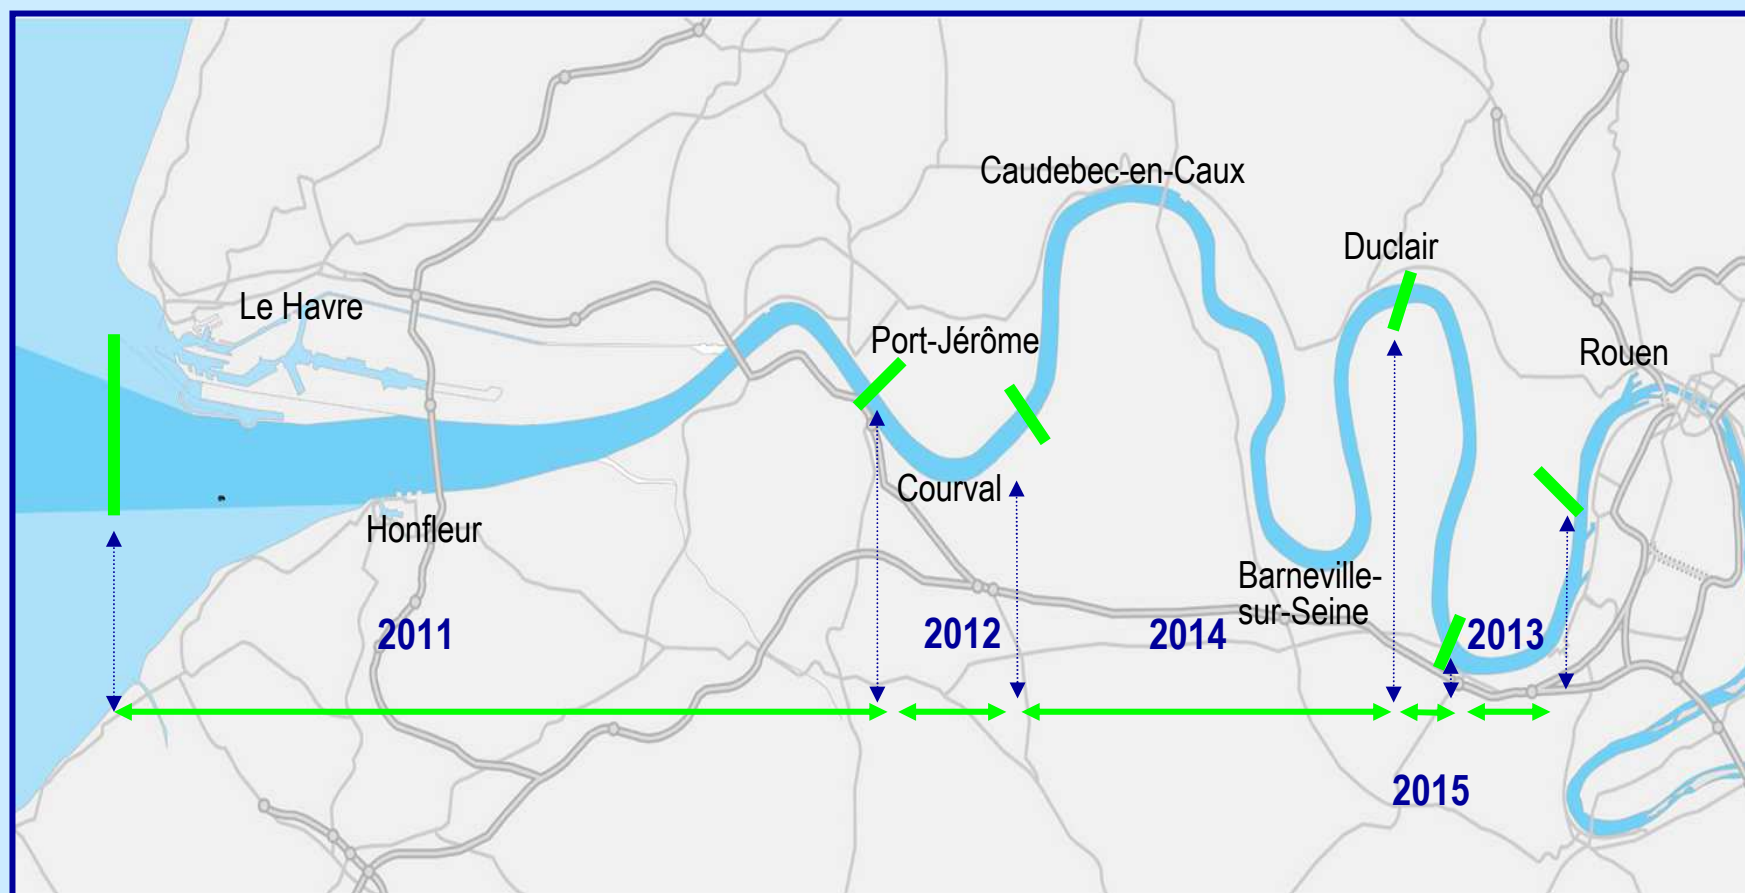 Caudebec-en-Caux
Duclair
Le Havre
Port-Jérôme
Rouen
Courval
Honfleur
Barneville-
sur-Seine
2011
2012
2014
2013
2015